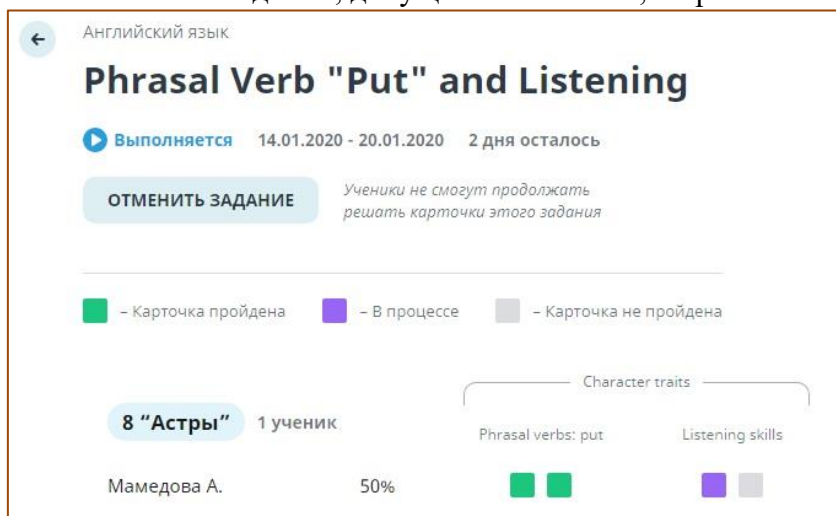 Английский язык
Phrasal Verb "Put" and Listening
Выполняется 14.01.2020 - 20.01.2020 2 дня осталось
ОТМЕНИТЬ ЗАДАНИЕ
Ученики не смогут продолжать
решать карточки этого задания
– Карточка пройдена – В процессе – Карточка не пройдена
Character traits
8 “Астры” 1 ученик Phrasal verbs: put Listening skills
Мамедова А. 50%